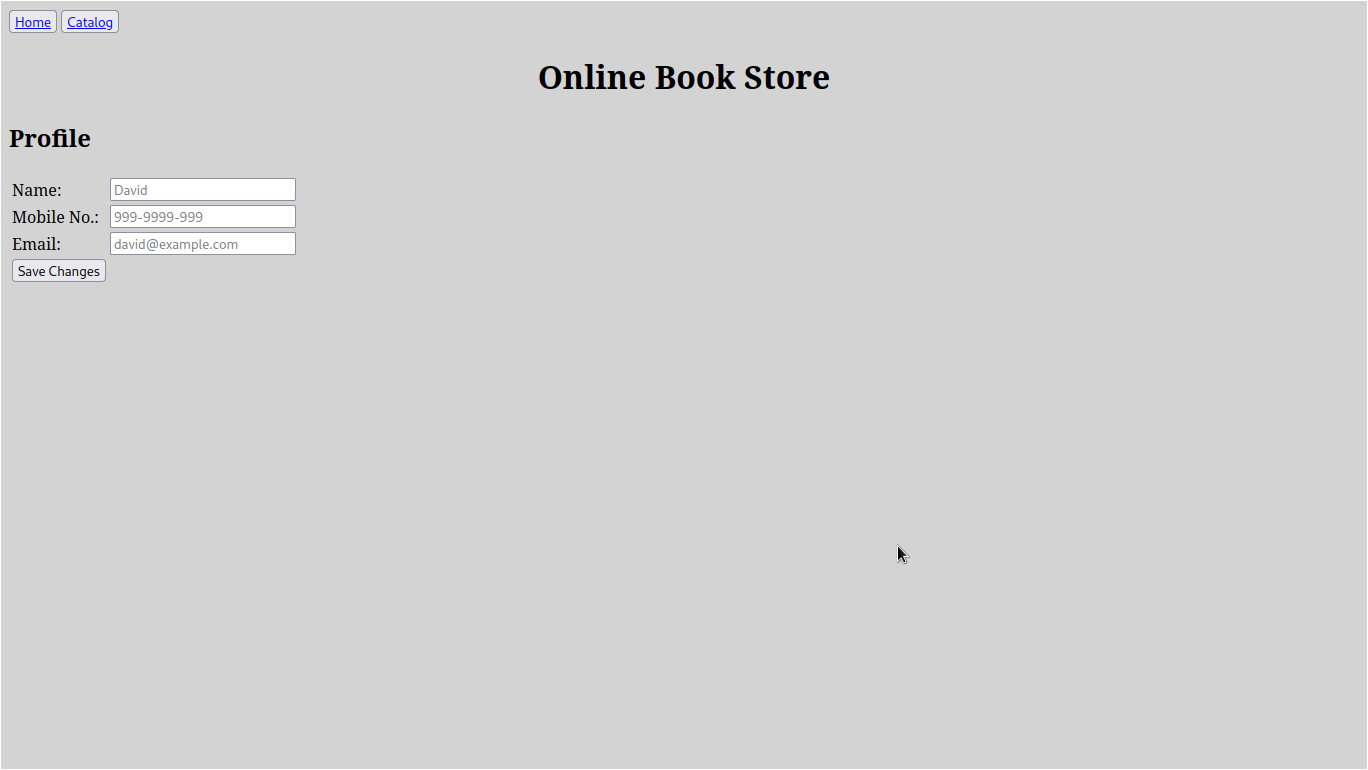 Home Catalog
Online Book Store
Profile
Name: David
Mobile No.: 999-9999-999
Email: david@example.com
Save Changes